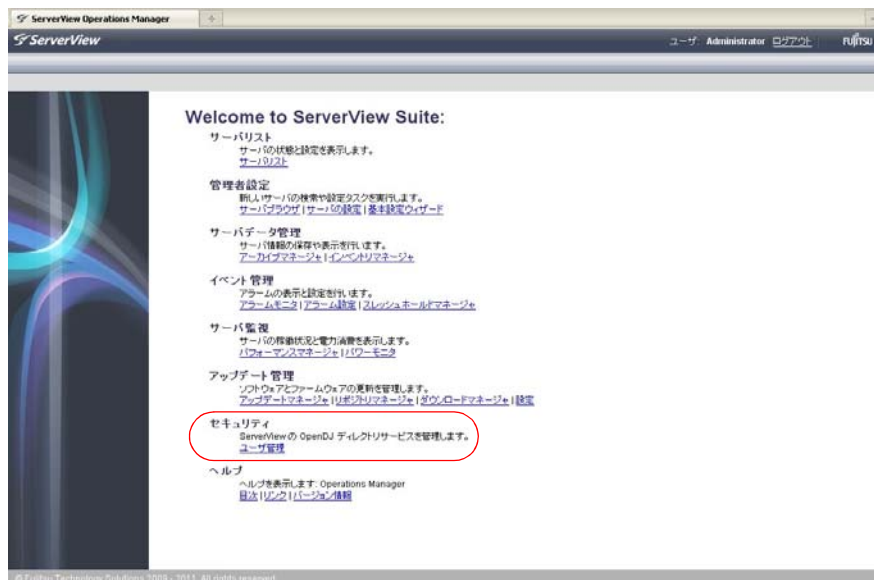 ServerView Operations Manager
ServerView
ユーザ: Administrator ログアウト FUJITSU
Welcome to ServerView Suite:
サーバリスト
サーバの状態と設定を表示します。
サーバリスト
管理者設定
新しいサーバの検索や設定タスクを実行します。
サーバブラウザ | サーバの設定 | 基本設定ウィザード
サーバデータ管理
サーバ情報の保存や表示を行います。
アーカイブマネージャ | インベントリマネージャ
イベント管理
アラームの表示と設定を行います。
アラームモニタ | アラーム設定 | スレッショホールドマネージャ
サーバ監視
サーバの稼働状況と電力消費を表示します。
パフォーマンスマネージャ | パワーモニタ
アップデート管理
ソフトウェアとファームウェアの更新を管理します。
アップデートマネージャ | リポジトリマネージャ | ダウンロードマネージャ | 設定
セキュリティ
ServerView の OpenDJ ディレクトリサービスを管理します。
ユーザ管理
ヘルプ
ヘルプを表示します: Operations Manager
目次 | リンク | バージョン情報
© Fujitsu Technology Solutions 2009 - 2011. All rights reserved.